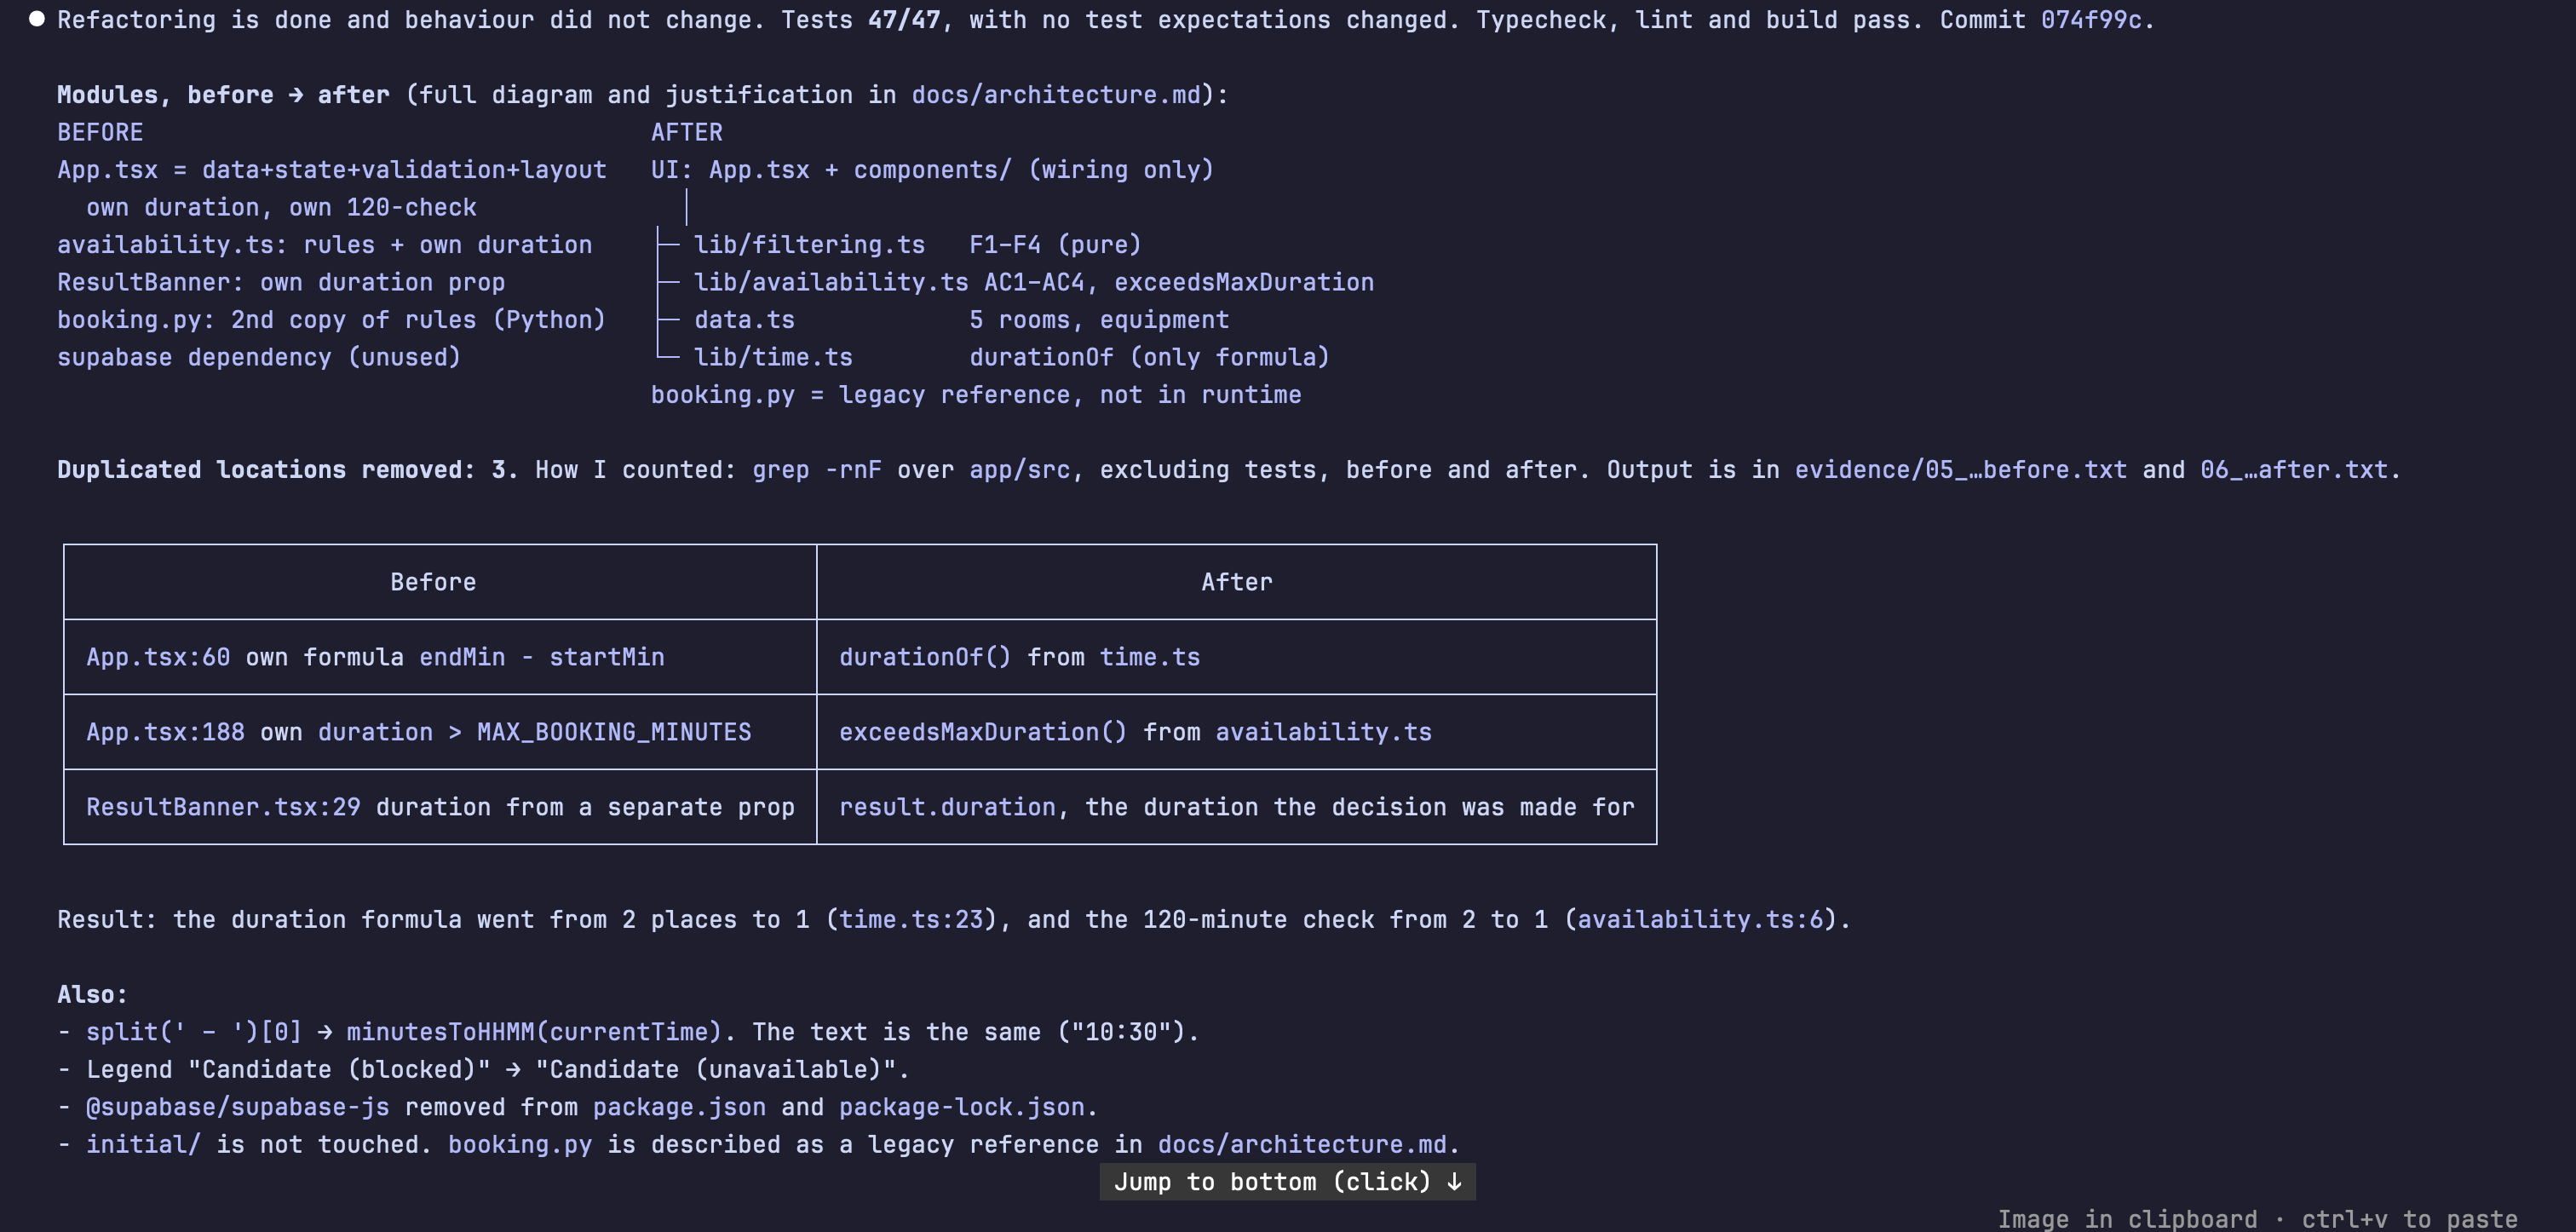 ● Refactoring is done and behaviour did not change. Tests 47/47, with no test expectations changed. Typecheck, lint and build pass. Commit 074f99c.
Modules, before → after (full diagram and justification in docs/architecture.md):
BEFORE                                   AFTER
App.tsx = data+state+validation+layout   UI: App.tsx + components/ (wiring only)
  own duration, own 120-check              │
availability.ts: rules + own duration    ├─ lib/filtering.ts   F1–F4 (pure)
ResultBanner: own duration prop          ├─ lib/availability.ts AC1–AC4, exceedsMaxDuration
booking.py: 2nd copy of rules (Python)   ├─ data.ts            5 rooms, equipment
supabase dependency (unused)             └─ lib/time.ts        durationOf (only formula)
                                         booking.py = legacy reference, not in runtime
Duplicated locations removed: 3. How I counted: grep -rnF over app/src, excluding tests, before and after. Output is in evidence/05_…before.txt and 06_…after.txt.
Before    After
App.tsx:60 own formula endMin - startMin    durationOf() from time.ts
App.tsx:188 own duration > MAX_BOOKING_MINUTES    exceedsMaxDuration() from availability.ts
ResultBanner.tsx:29 duration from a separate prop    result.duration, the duration the decision was made for
Result: the duration formula went from 2 places to 1 (time.ts:23), and the 120-minute check from 2 to 1 (availability.ts:6).
Also:
- split(' – ')[0] → minutesToHHMM(currentTime). The text is the same ("10:30").
- Legend "Candidate (blocked)" → "Candidate (unavailable)".
- @supabase/supabase-js removed from package.json and package-lock.json.
- initial/ is not touched. booking.py is described as a legacy reference in docs/architecture.md.
Jump to bottom (click) ↓
Image in clipboard · ctrl+v to paste